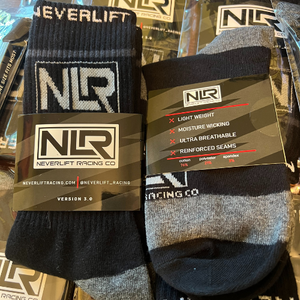 NEVERLIFT
NLR
NLR
NEVERLIFT RACING CO
NEVERLIFTRACING.COM / @NEVERLIFT_RACING
VERSION 3.0
NLR
LIGHT WEIGHT
MOISTURE WICKING
ULTRA BREATHABLE
REINFORCED SEAMS
NLR
RACING CO